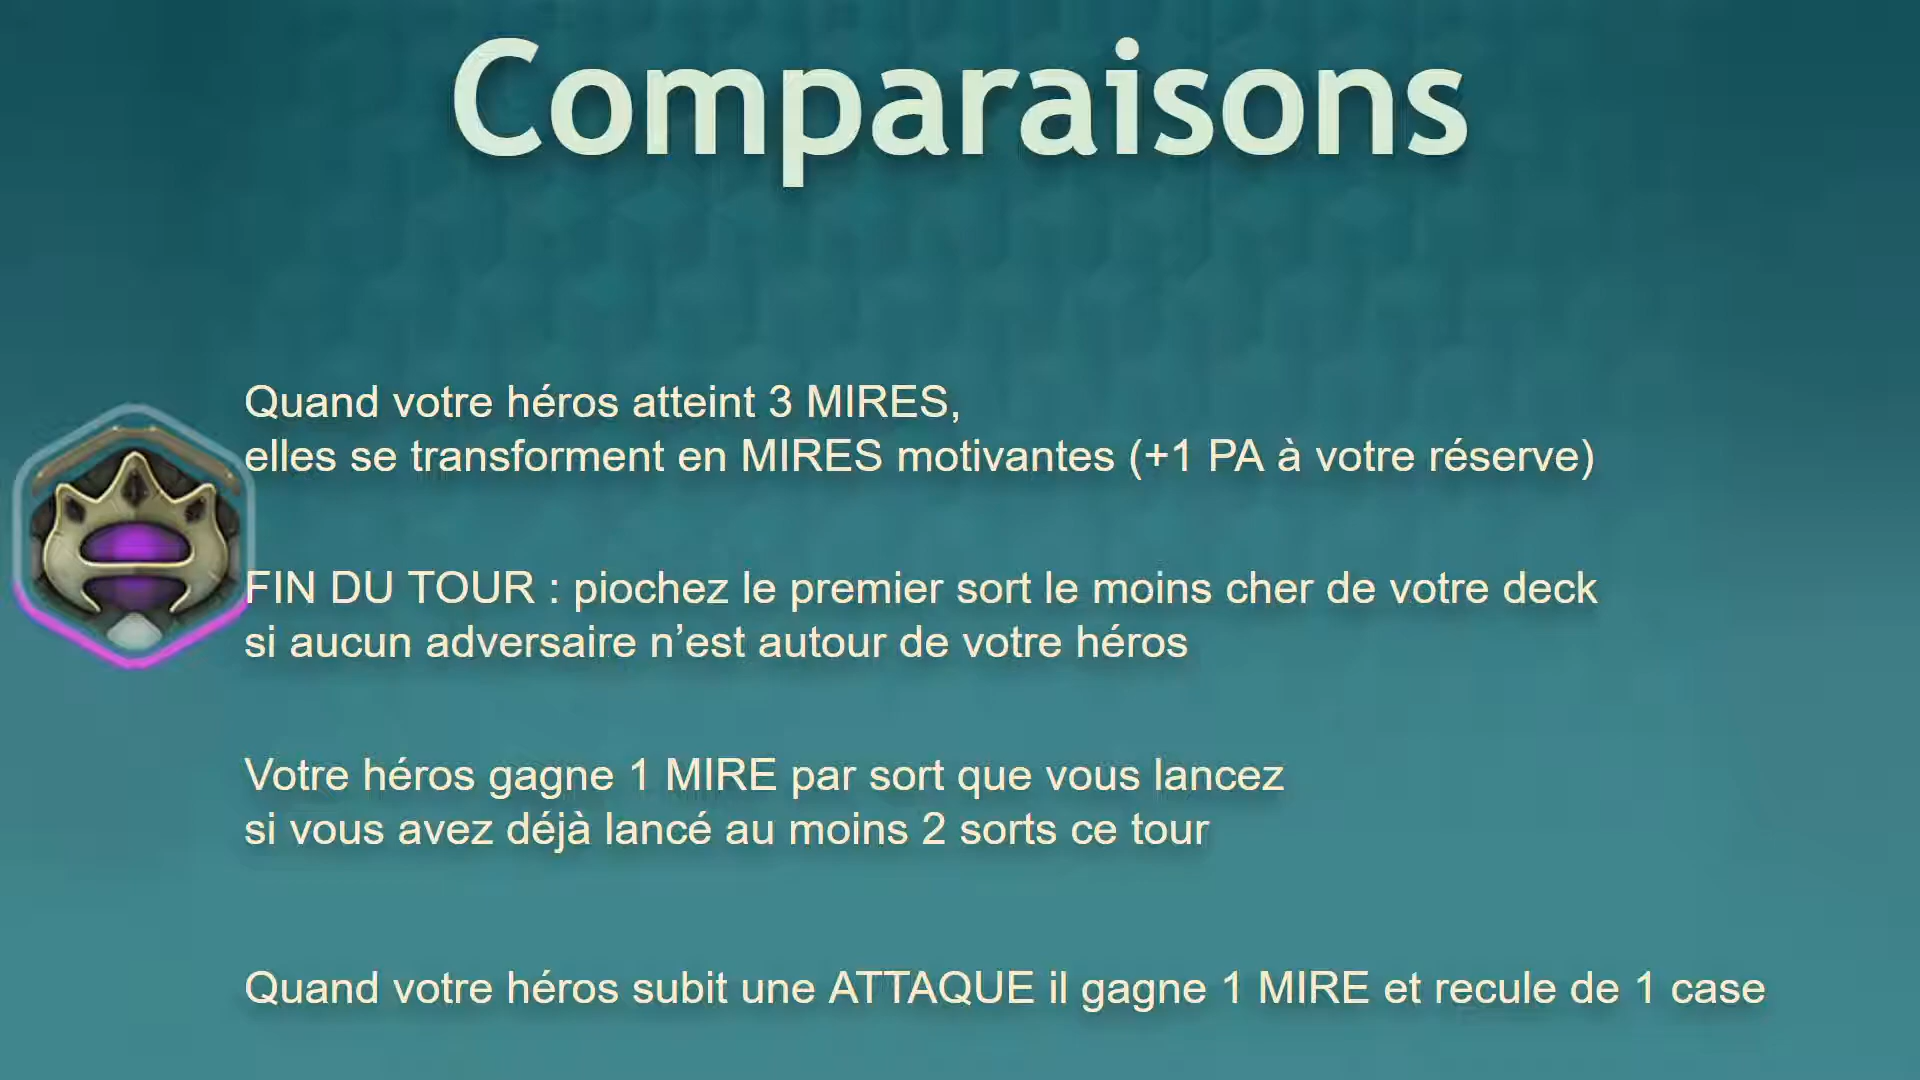 Comparaisons
Quand votre héros atteint 3 MIRES,
elles se transforment en MIRES motivantes (+1 PA à votre réserve)
FIN DU TOUR : piochez le premier sort le moins cher de votre deck
si aucun adversaire n’est autour de votre héros
Votre héros gagne 1 MIRE par sort que vous lancez
si vous avez déjà lancé au moins 2 sorts ce tour
Quand votre héros subit une ATTAQUE il gagne 1 MIRE et recule de 1 case